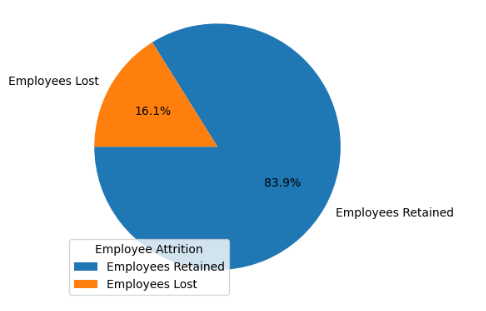 Employees Lost
16.1%
83.9%
Employees Retained
Employee Attrition
Employees Retained
Employees Lost